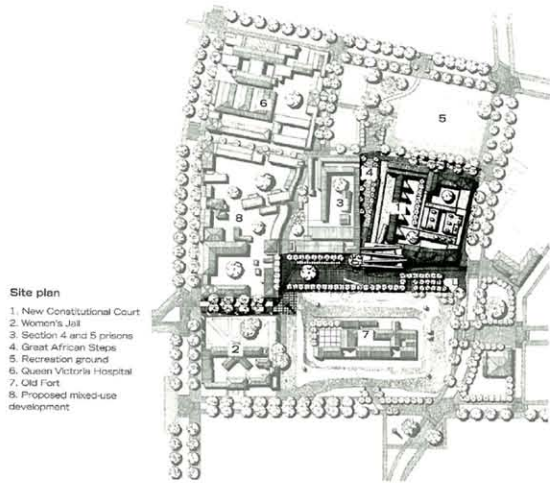 6
5
4
3
8
7
2
Site plan
1. New Constitutional Court
2. Women's Jail
3. Section 4 and 5 prisons
4. Great African Steps
5. Recreation ground
6. Queen Victoria Hospital
7. Old Fort
8. Proposed mixed-use
development